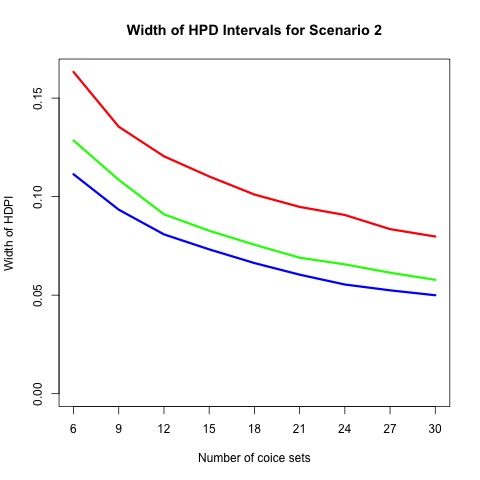 Width of HPD Intervals for Scenario 2
Width of HDPI
0.15
0.10
0.05
0.00
6 9 12 15 18 21 24 27 30
Number of coice sets